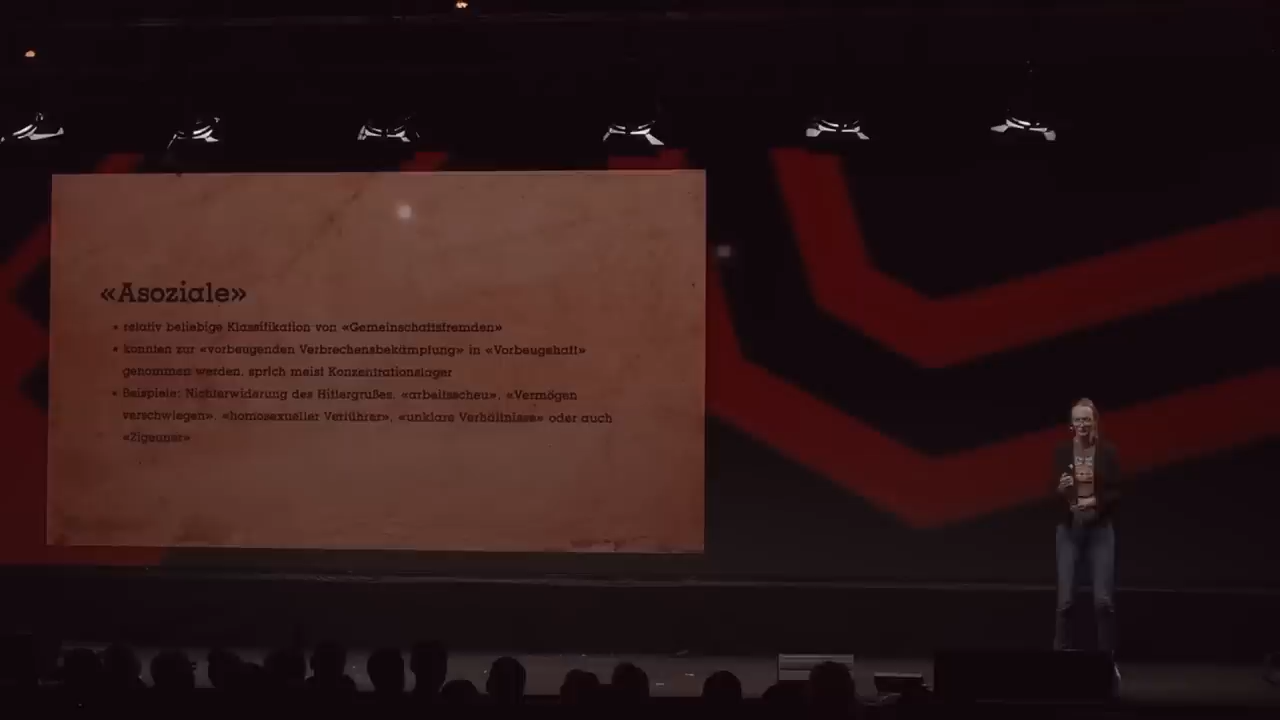 «Asoziale»
• relativ beliebige Klassifikation von «Gemeinschaftsfremden»
• konnten zur «vorbeugenden Verbrechensbekämpfung» in «Vorbeugehaft»
genommen werden, sprich meist Konzentrationslager
• Beispiele: Nichterwiderung des Hitlergrußes, «arbeitsscheu», «Vermögen
verschwiegen», «homosexueller Verführer», «unklare Verhältnisse» oder auch
«Zigeuner»